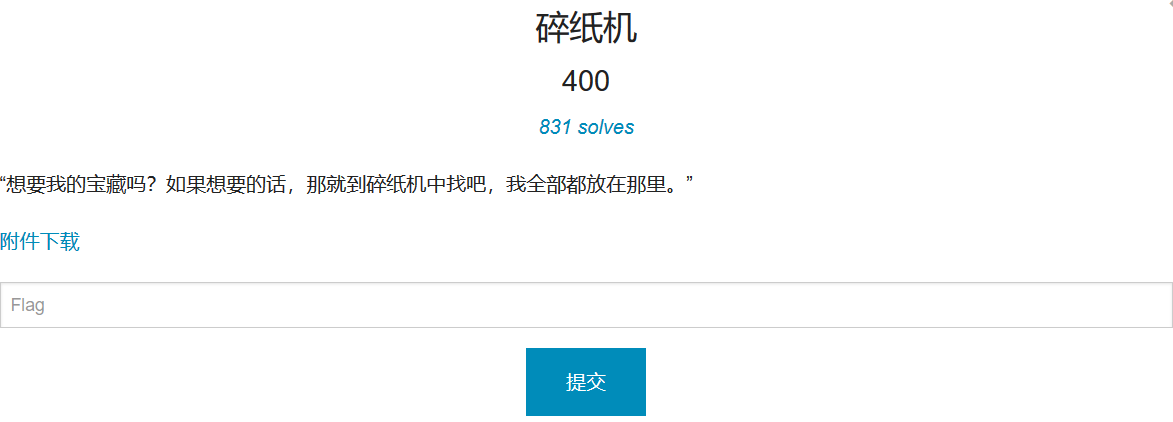 碎纸机
400
831 solves
“想要我的宝藏吗？如果想要的话，那就到碎纸机中找吧，我全部都放在那里。”
附件下载
Flag
提交